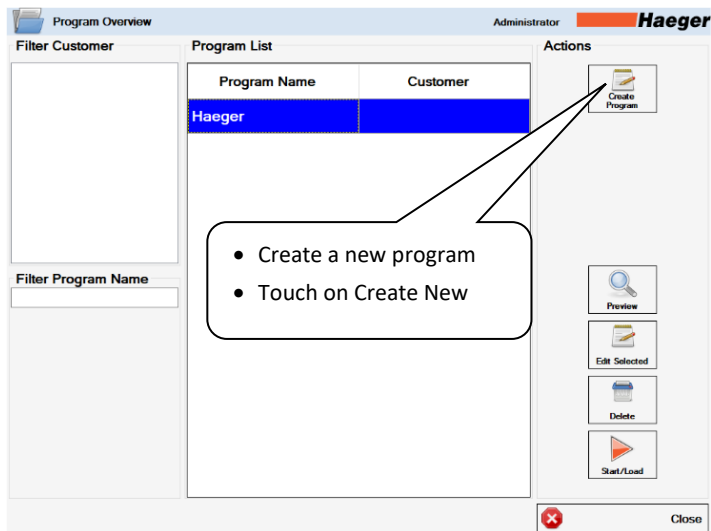 Program Overview
Administrator
Haeger
Filter Customer
Program List
Actions
Program Name
Customer
Haeger
Create
Program
• Create a new program
• Touch on Create New
Filter Program Name
Preview
Edit Selected
Delete
Start/Load
Close